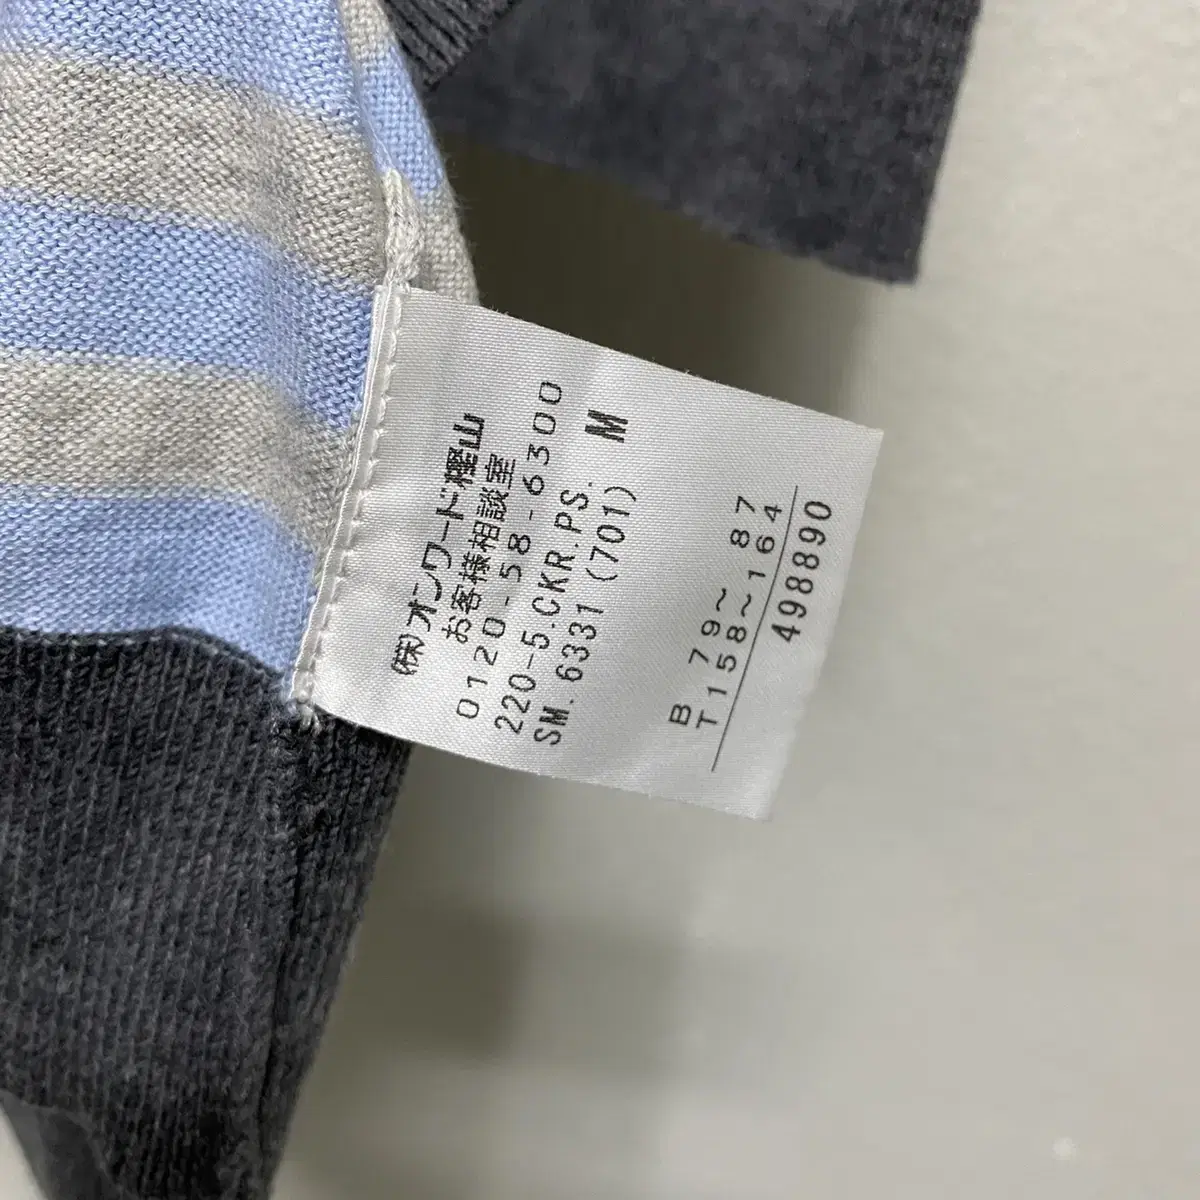 ㈱オンワード樫山
お客様相談室
0120-58-6300
220-5.CKR.PS.
SM.6331(701) M
B 79～ 87
T158～164
498890